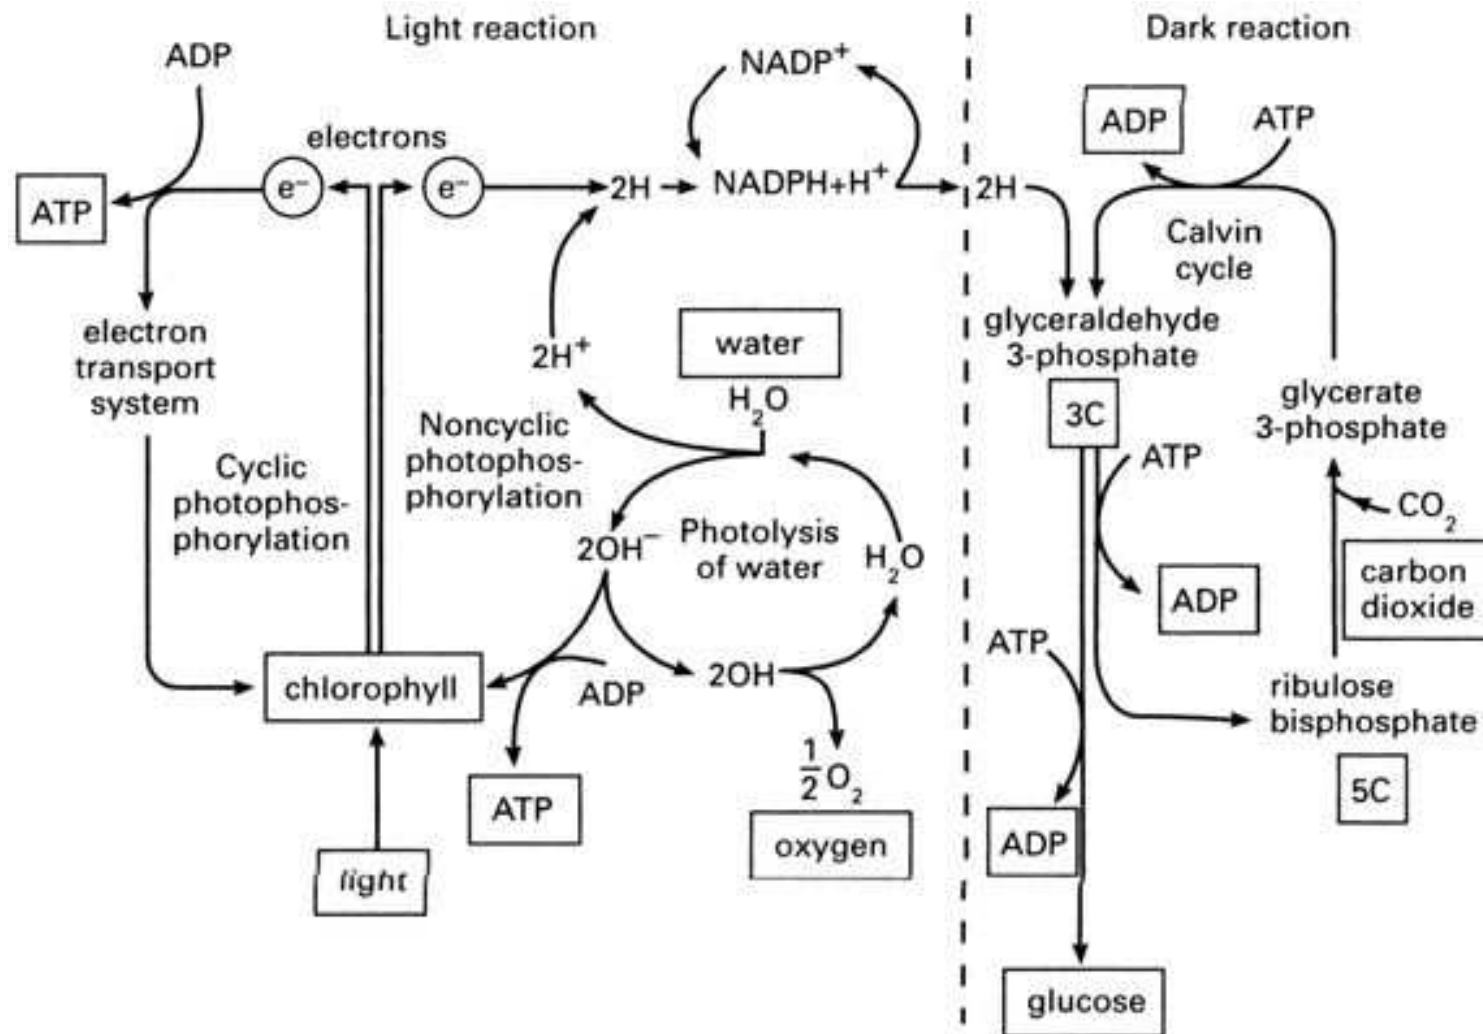 Light reaction
Dark reaction
ADP
NADP⁺
ADP
ATP
electrons
ATP
e⁻
e⁻
2H
NADPH+H⁺
2H
Calvin
cycle
electron
transport
system
2H⁺
water
H₂O
glyceraldehyde
3-phosphate
3C
glycerate
3-phosphate
Cyclic
photophos-
phorylation
Noncyclic
photophos-
phorylation
ATP
CO₂
2OH⁻
Photolysis
of water
H₂O
carbon
dioxide
ADP
ATP
chlorophyll
ADP
2OH
ribulose
bisphosphate
5C
ATP
½O₂
oxygen
ADP
light
glucose